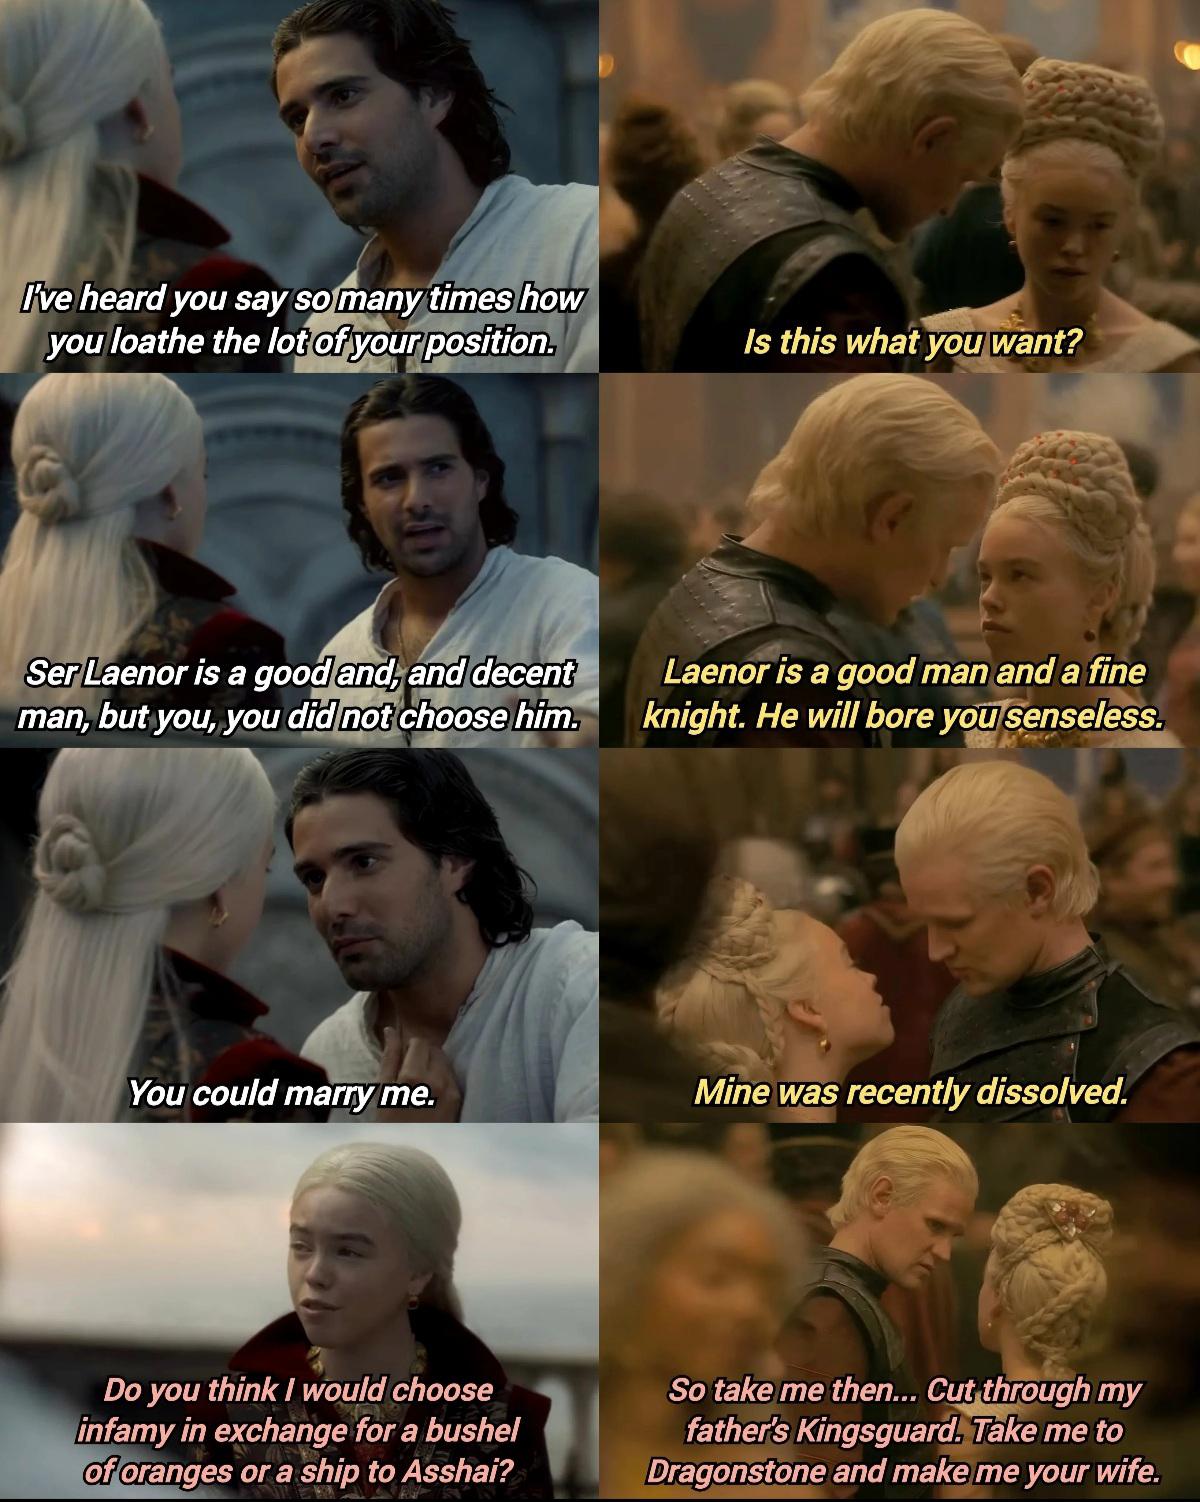 I've heard you say so many times how
you loathe the lot of your position.
Is this what you want?
Ser Laenor is a good and, and decent
man, but you, you did not choose him.
Laenor is a good man and a fine
knight. He will bore you senseless.
You could marry me.
Mine was recently dissolved.
Do you think I would choose
infamy in exchange for a bushel
of oranges or a ship to Asshai?
So take me then... Cut through my
father's Kingsguard. Take me to
Dragonstone and make me your wife.